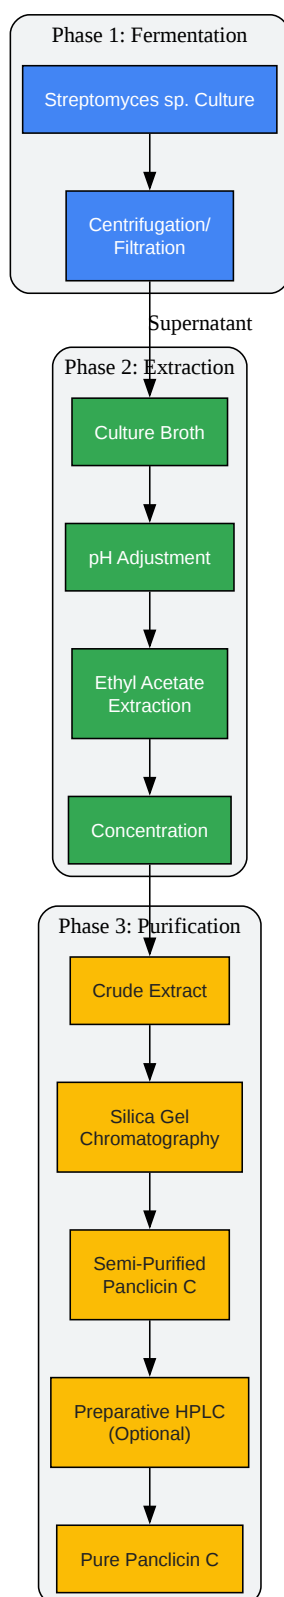 Phase 1: Fermentation
Streptomyces sp. Culture
Centrifugation/
Filtration
Supernatant
Phase 2: Extraction
Culture Broth
pH Adjustment
Ethyl Acetate
Extraction
Concentration
Phase 3: Purification
Crude Extract
Silica Gel
Chromatography
Semi-Purified
Panclicin C
Preparative HPLC
(Optional)
Pure Panclicin C